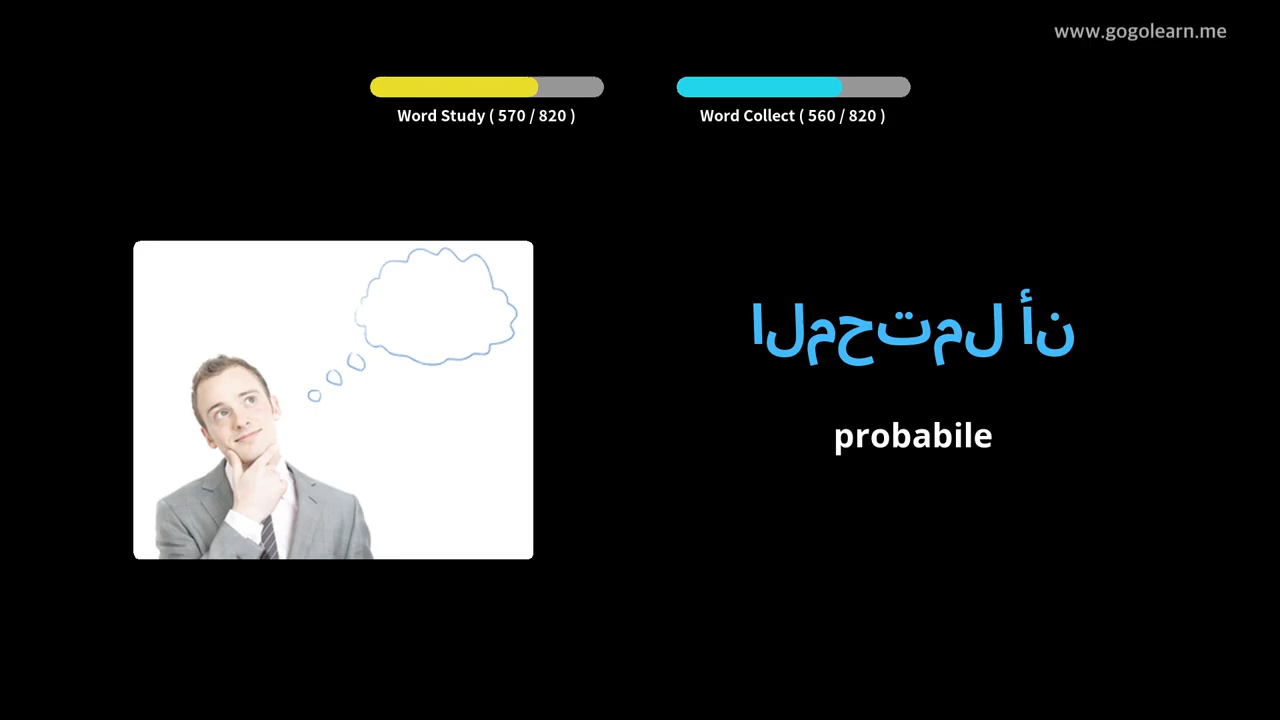 www.gogolearn.me
Word Study ( 570 / 820 )
Word Collect ( 560 / 820 )
المحتمل أن
probabile